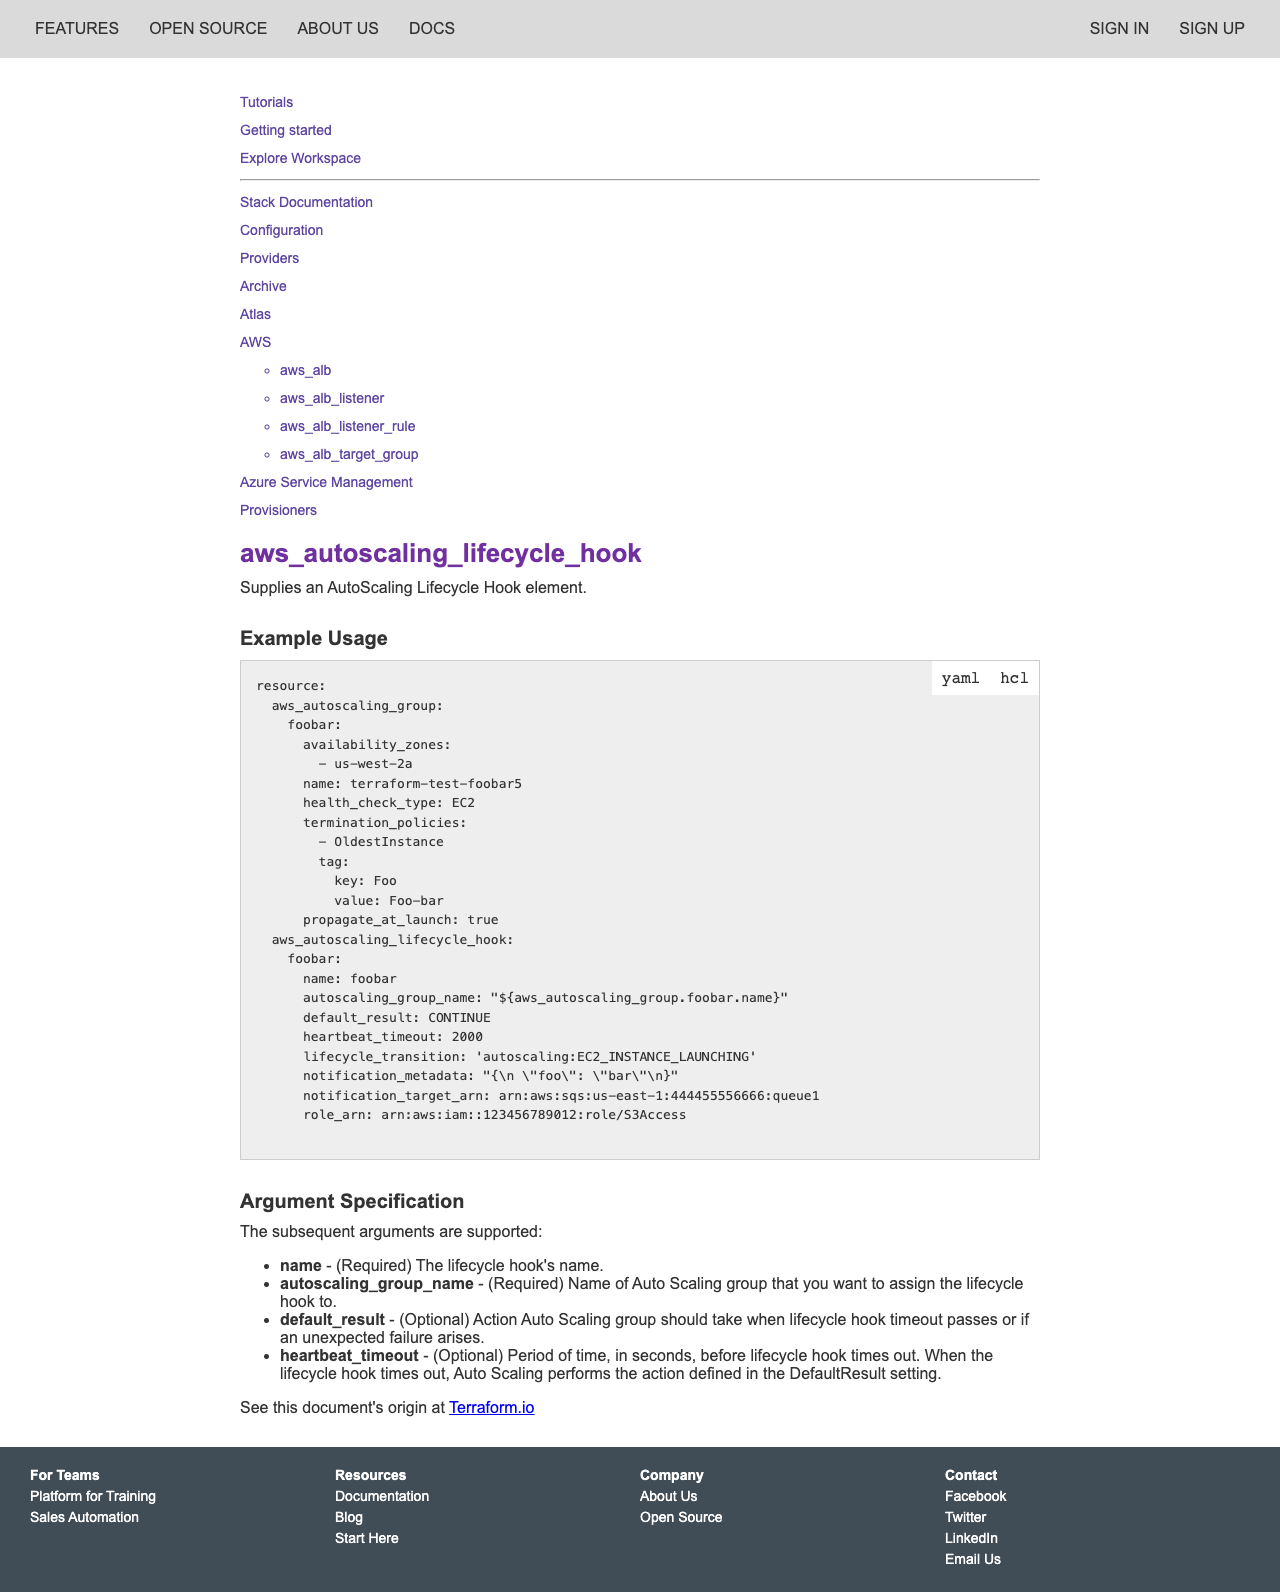 FEATURES OPEN SOURCE ABOUT US DOCS SIGN IN SIGN UP
Tutorials
Getting started
Explore Workspace
Stack Documentation
Configuration
Providers
Archive
Atlas
AWS
aws_alb
aws_alb_listener
aws_alb_listener_rule
aws_alb_target_group
Azure Service Management
Provisioners
aws_autoscaling_lifecycle_hook
Supplies an AutoScaling Lifecycle Hook element.
Example Usage
yaml hcl
resource:
  aws_autoscaling_group:
    foobar:
      availability_zones:
        - us-west-2a
      name: terraform-test-foobar5
      health_check_type: EC2
      termination_policies:
        - OldestInstance
        tag:
          key: Foo
          value: Foo-bar
      propagate_at_launch: true
  aws_autoscaling_lifecycle_hook:
    foobar:
      name: foobar
      autoscaling_group_name: "${aws_autoscaling_group.foobar.name}"
      default_result: CONTINUE
      heartbeat_timeout: 2000
      lifecycle_transition: 'autoscaling:EC2_INSTANCE_LAUNCHING'
      notification_metadata: "{\n \"foo\": \"bar\"\n}"
      notification_target_arn: arn:aws:sqs:us-east-1:444455556666:queue1
      role_arn: arn:aws:iam::123456789012:role/S3Access
Argument Specification
The subsequent arguments are supported:
• name - (Required) The lifecycle hook's name.
• autoscaling_group_name - (Required) Name of Auto Scaling group that you want to assign the lifecycle
hook to.
• default_result - (Optional) Action Auto Scaling group should take when lifecycle hook timeout passes or if
an unexpected failure arises.
• heartbeat_timeout - (Optional) Period of time, in seconds, before lifecycle hook times out. When the
lifecycle hook times out, Auto Scaling performs the action defined in the DefaultResult setting.
See this document's origin at Terraform.io
For Teams
Platform for Training
Sales Automation
Resources
Documentation
Blog
Start Here
Company
About Us
Open Source
Contact
Facebook
Twitter
LinkedIn
Email Us